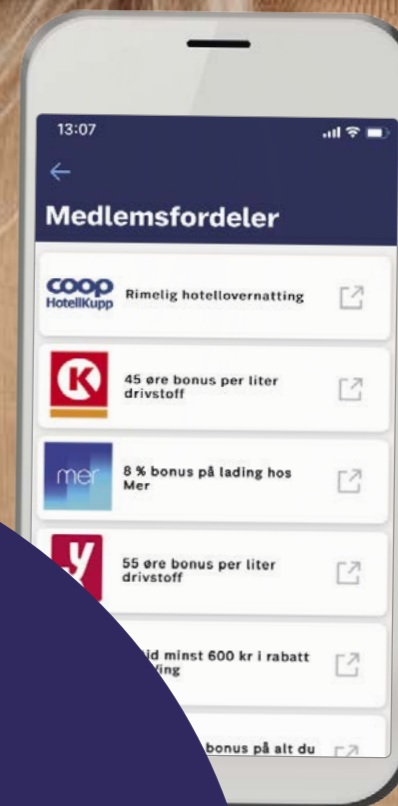 13:07
Medlemsfordeler
coop
HotellKupp
Rimelig hotellovernatting
K
45 øre bonus per liter
drivstoff
mer
8 % bonus på lading hos
Mer
y
55 øre bonus per liter
drivstoff
minst 600 kr i rabatt
bonus på alt du